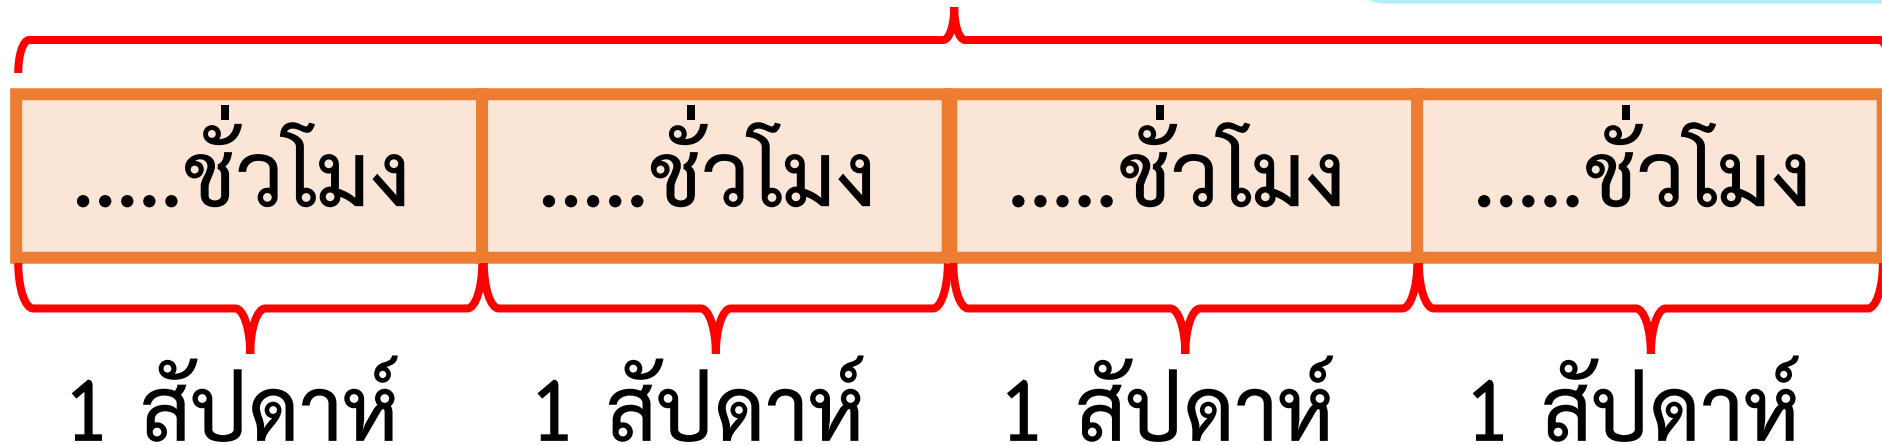 .....ชั่วโมง .....ชั่วโมง .....ชั่วโมง .....ชั่วโมง
1 สัปดาห์ 1 สัปดาห์ 1 สัปดาห์ 1 สัปดาห์